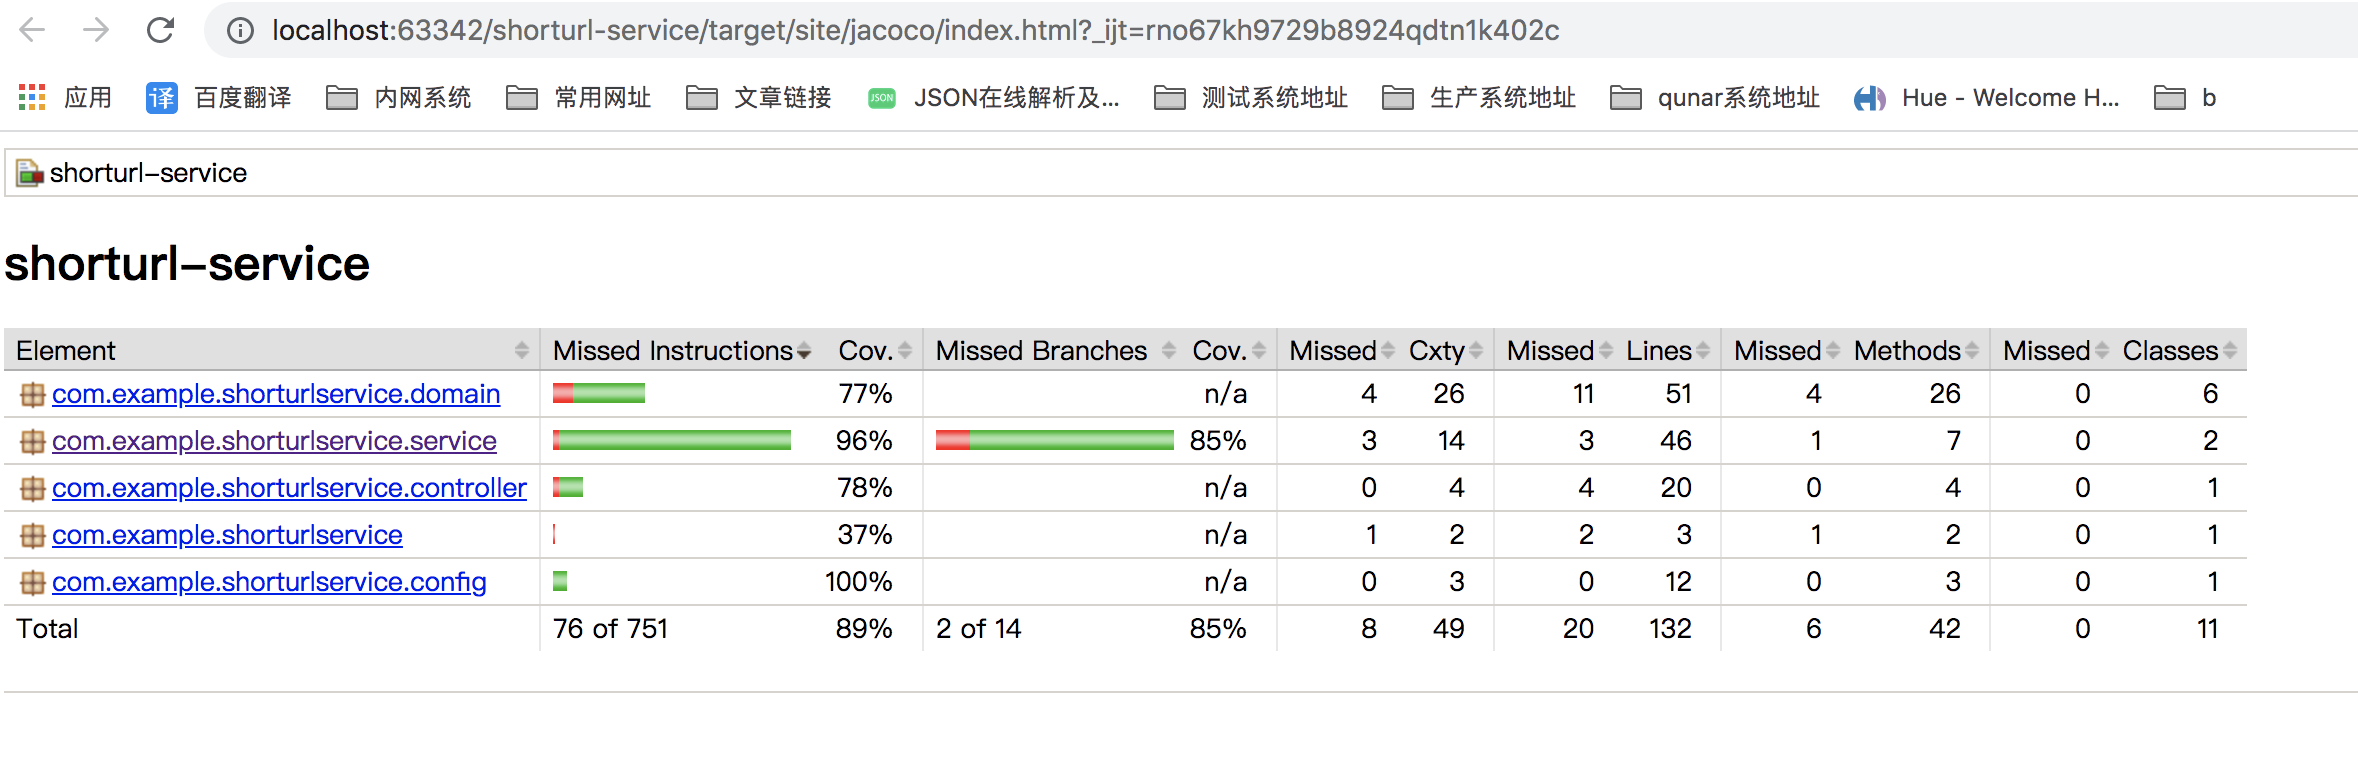 localhost:63342/shorturl-service/target/site/jacoco/index.html?_ijt=rno67kh9729b8924qdtn1k402c
应用 译 百度翻译 内网系统 常用网址 文章链接 JSON JSON在线解析及... 测试系统地址 生产系统地址 qunar系统地址 Hue - Welcome H... b
shorturl-service
shorturl-service
Element Missed Instructions Cov. Missed Branches Cov. Missed Cxty Missed Lines Missed Methods Missed Classes
com.example.shorturlservice.domain 77% n/a 4 26 11 51 4 26 0 6
com.example.shorturlservice.service 96% 85% 3 14 3 46 1 7 0 2
com.example.shorturlservice.controller 78% n/a 0 4 4 20 0 4 0 1
com.example.shorturlservice 37% n/a 1 2 2 3 1 2 0 1
com.example.shorturlservice.config 100% n/a 0 3 0 12 0 3 0 1
Total 76 of 751 89% 2 of 14 85% 8 49 20 132 6 42 0 11